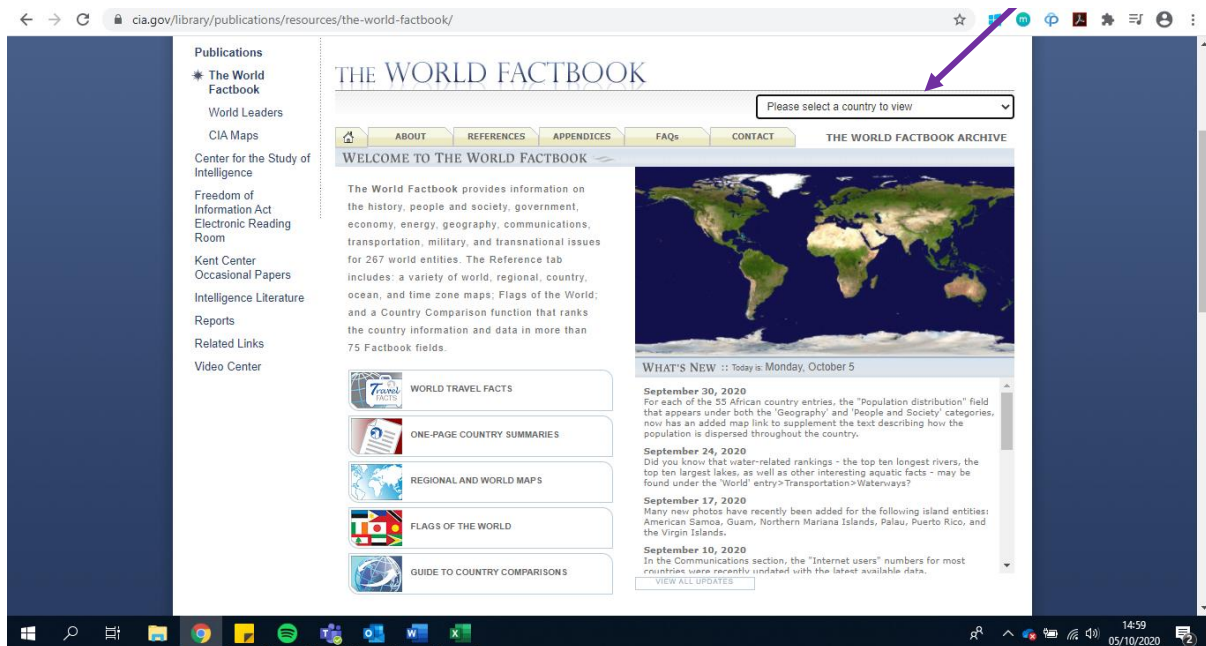 cia.gov/library/publications/resources/the-world-factbook/
Publications
The World
Factbook
World Leaders
CIA Maps
Center for the Study of
Intelligence
Freedom of
Information Act
Electronic Reading
Room
Kent Center
Occasional Papers
Intelligence Literature
Reports
Related Links
Video Center
THE WORLD FACTBOOK
Please select a country to view
ABOUT REFERENCES APPENDICES FAQs CONTACT THE WORLD FACTBOOK ARCHIVE
WELCOME TO THE WORLD FACTBOOK
The World Factbook provides information on
the history, people and society, government,
economy, energy, geography, communications,
transportation, military, and transnational issues
for 267 world entities. The Reference tab
includes: a variety of world, regional, country,
ocean, and time zone maps; Flags of the World;
and a Country Comparison function that ranks
the country information and data in more than
75 Factbook fields.
Travel
FACTS
WORLD TRAVEL FACTS
ONE-PAGE COUNTRY SUMMARIES
REGIONAL AND WORLD MAPS
FLAGS OF THE WORLD
GUIDE TO COUNTRY COMPARISONS
WHAT'S NEW :: Today is: Monday, October 5
September 30, 2020
For each of the 55 African country entries, the "Population distribution" field
that appears under both the 'Geography' and 'People and Society' categories,
now has an added map link to supplement the text describing how the
population is dispersed throughout the country.
September 24, 2020
Did you know that water-related rankings - the top ten longest rivers, the
top ten largest lakes, as well as other interesting aquatic facts - may be
found under the 'World' entry>Transportation>Waterways?
September 17, 2020
Many new photos have recently been added for the following island entities:
American Samoa, Guam, Northern Mariana Islands, Palau, Puerto Rico, and
the Virgin Islands.
September 10, 2020
In the Communications section, the "Internet users" numbers for most
countries were recently updated with the latest available data.
VIEW ALL UPDATES
14:59
05/10/2020
2